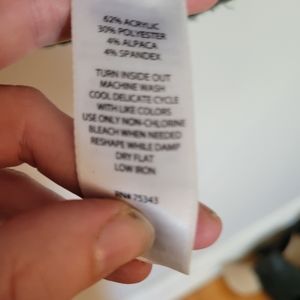 62% ACRYLIC
30% POLYESTER
4% ALPACA
4% SPANDEX
TURN INSIDE OUT
MACHINE WASH
COOL DELICATE CYCLE
WITH LIKE COLORS
USE ONLY NON-CHLORINE
BLEACH WHEN NEEDED
RESHAPE WHILE DAMP
DRY FLAT
LOW IRON
RN# 75343